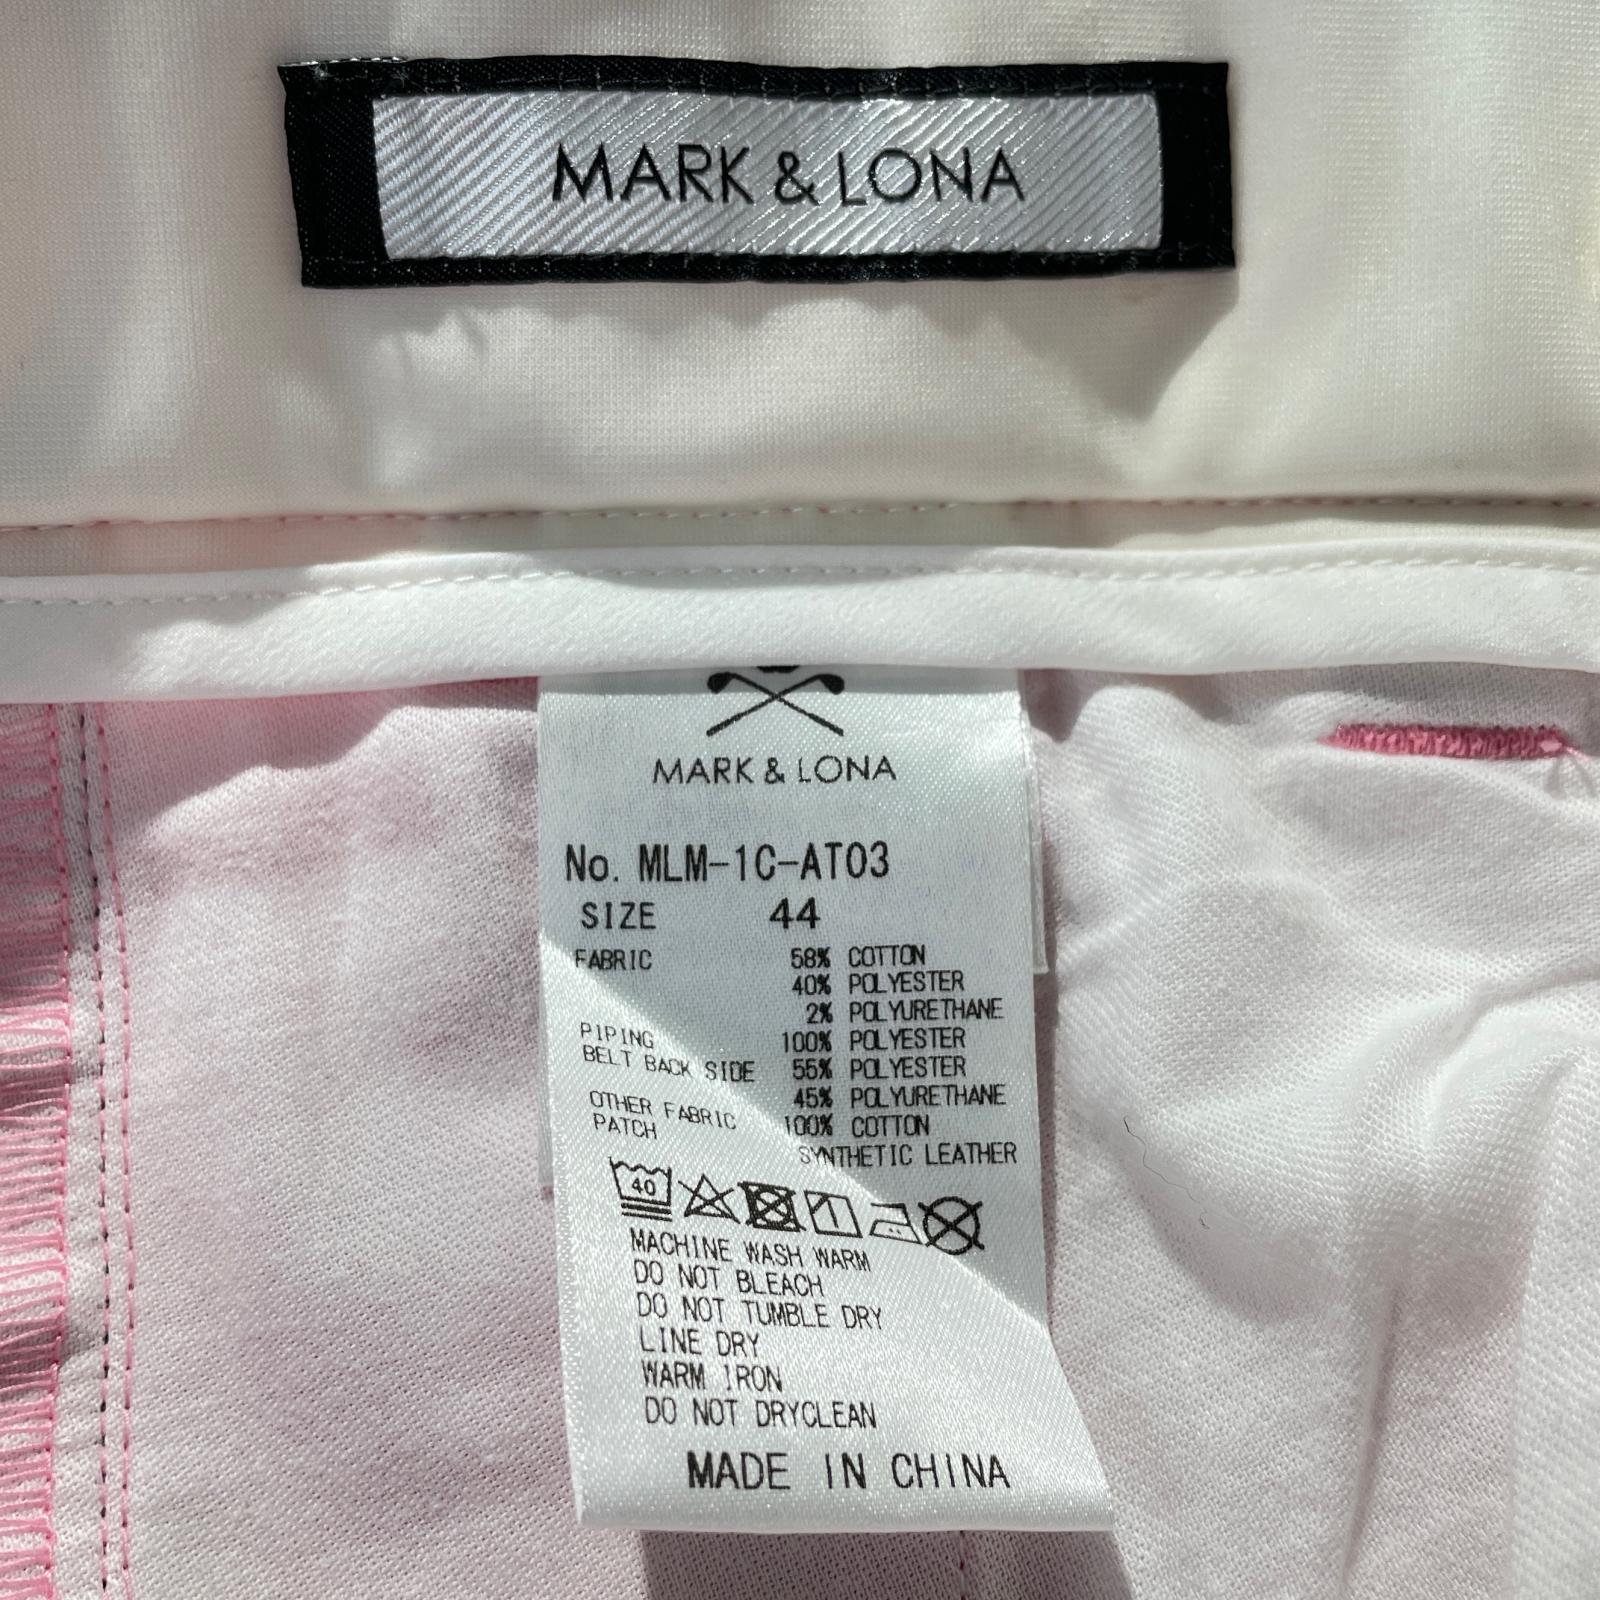 MARK & LONA
MARK & LONA
No. MLM-1C-AT03
SIZE 44
FABRIC 58% COTTON
40% POLYESTER
2% POLYURETHANE
PIPING 100% POLYESTER
BELT BACK SIDE 55% POLYESTER
45% POLYURETHANE
OTHER FABRIC 100% COTTON
PATCH SYNTHETIC LEATHER
40
MACHINE WASH WARM
DO NOT BLEACH
DO NOT TUMBLE DRY
LINE DRY
WARM IRON
DO NOT DRYCLEAN
MADE IN CHINA